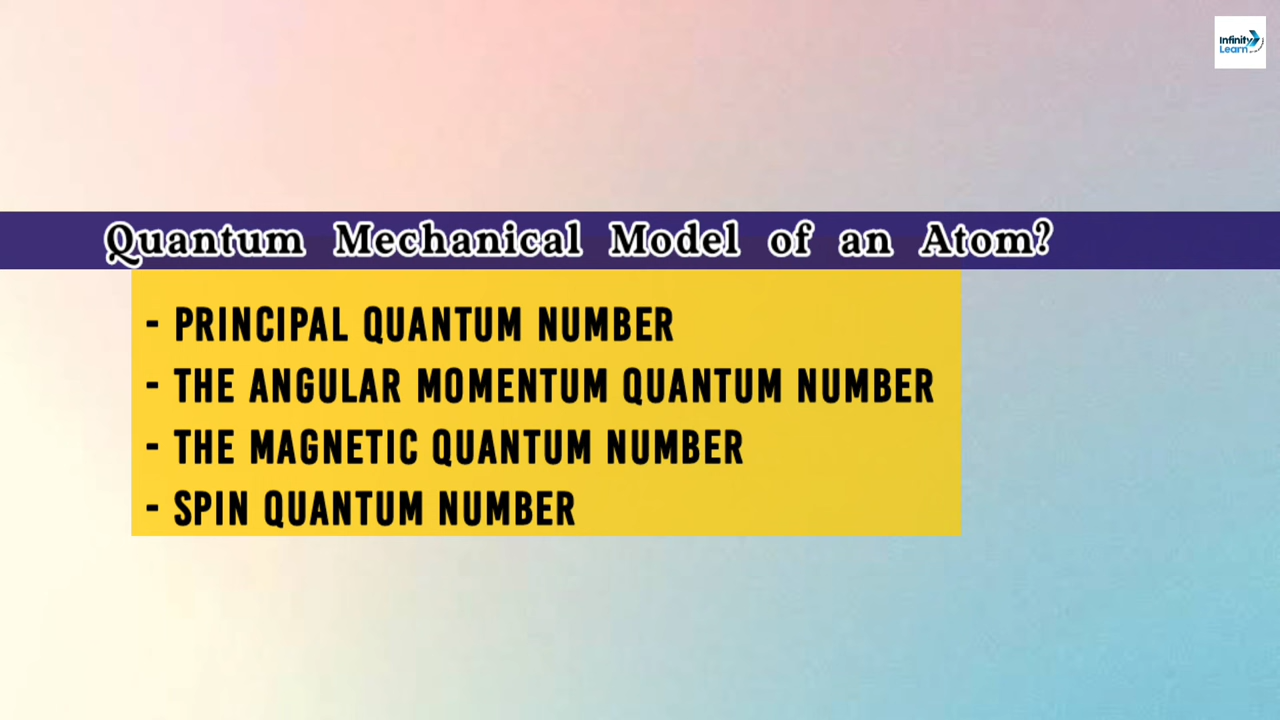 Infinity
Learn
Quantum Mechanical Model of an Atom?
- PRINCIPAL QUANTUM NUMBER
- THE ANGULAR MOMENTUM QUANTUM NUMBER
- THE MAGNETIC QUANTUM NUMBER
- SPIN QUANTUM NUMBER